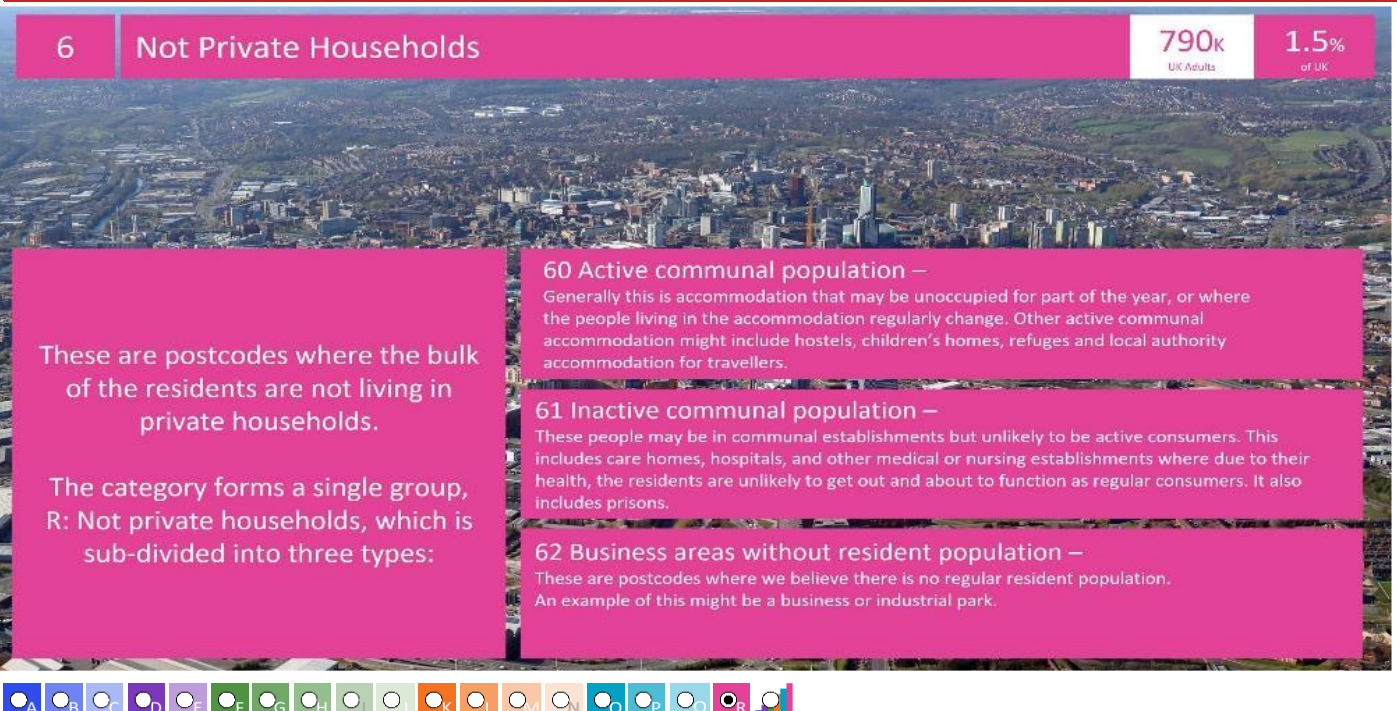 6
Not Private Households
790K
UK Adults
1.5%
of UK
These are postcodes where the bulk
of the residents are not living in
private households.
The category forms a single group,
R: Not private households, which is
sub-divided into three types:
60 Active communal population –
Generally this is accommodation that may be unoccupied for part of the year, or where
the people living in the accommodation regularly change. Other active communal
accommodation might include hostels, children's homes, refuges and local authority
accommodation for travellers.
61 Inactive communal population –
These people may be in communal establishments but unlikely to be active consumers. This
includes care homes, hospitals, and other medical or nursing establishments where due to their
health, the residents are unlikely to get out and about to function as regular consumers. It also
includes prisons.
62 Business areas without resident population –
These are postcodes where we believe there is no regular resident population.
An example of this might be a business or industrial park.
A B C D E F G H I J K L M N O P Q R